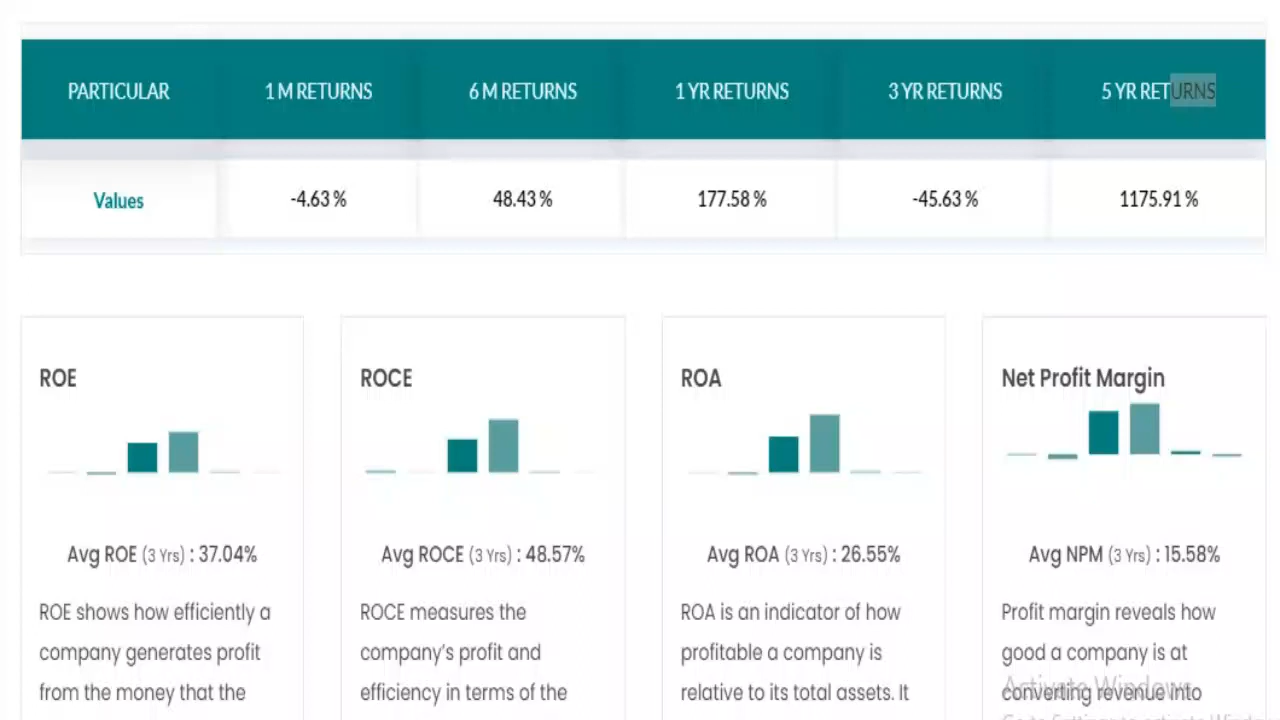 PARTICULAR 1 M RETURNS 6 M RETURNS 1 YR RETURNS 3 YR RETURNS 5 YR RETURNS
Values -4.63 % 48.43 % 177.58 % -45.63 % 1175.91 %
ROE ROCE ROA Net Profit Margin
Avg ROE (3 Yrs) : 37.04% Avg ROCE (3 Yrs) : 48.57% Avg ROA (3 Yrs) : 26.55% Avg NPM (3 Yrs) : 15.58%
ROE shows how efficiently a
company generates profit
from the money that the
ROCE measures the
company's profit and
efficiency in terms of the
ROA is an indicator of how
profitable a company is
relative to its total assets. It
Profit margin reveals how
good a company is at
converting revenue into
Activate Windows